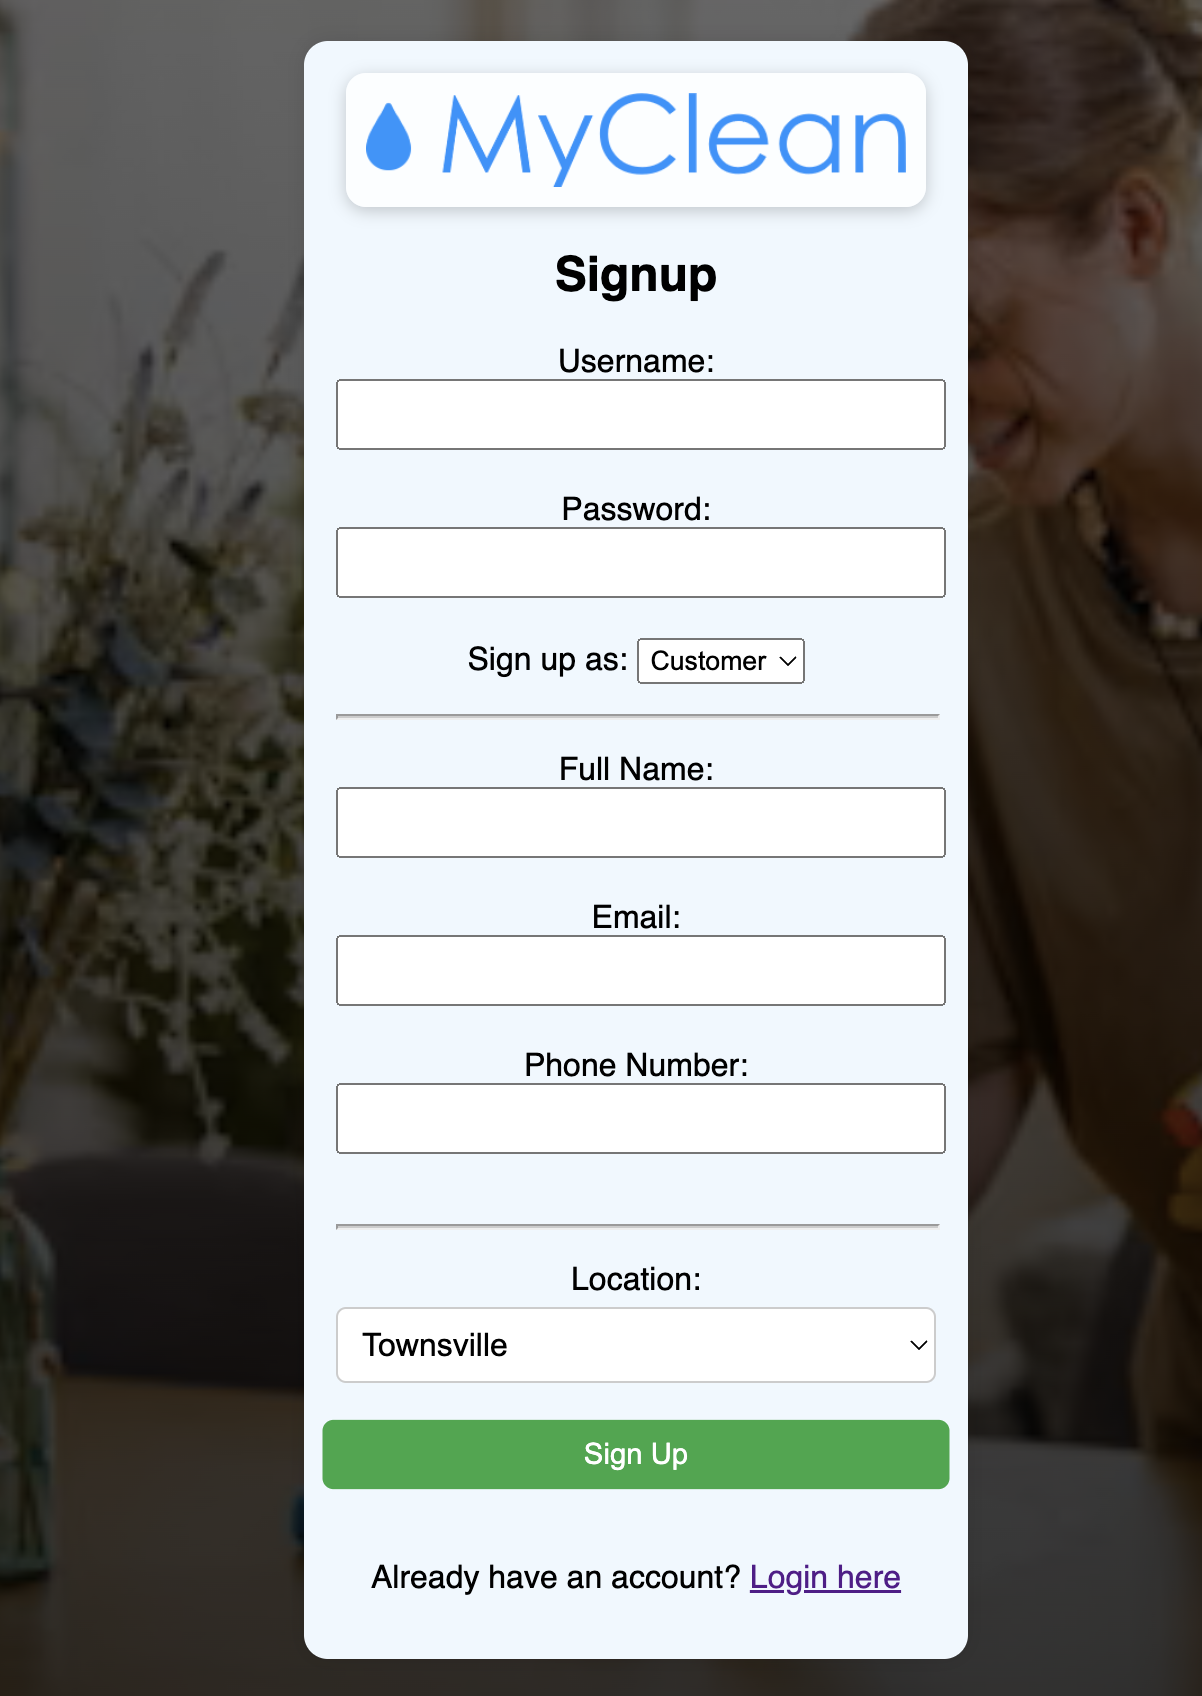 MyClean
Signup
Username:
Password:
Sign up as: Customer
Full Name:
Email:
Phone Number:
Location:
Townsville
Sign Up
Already have an account? Login here